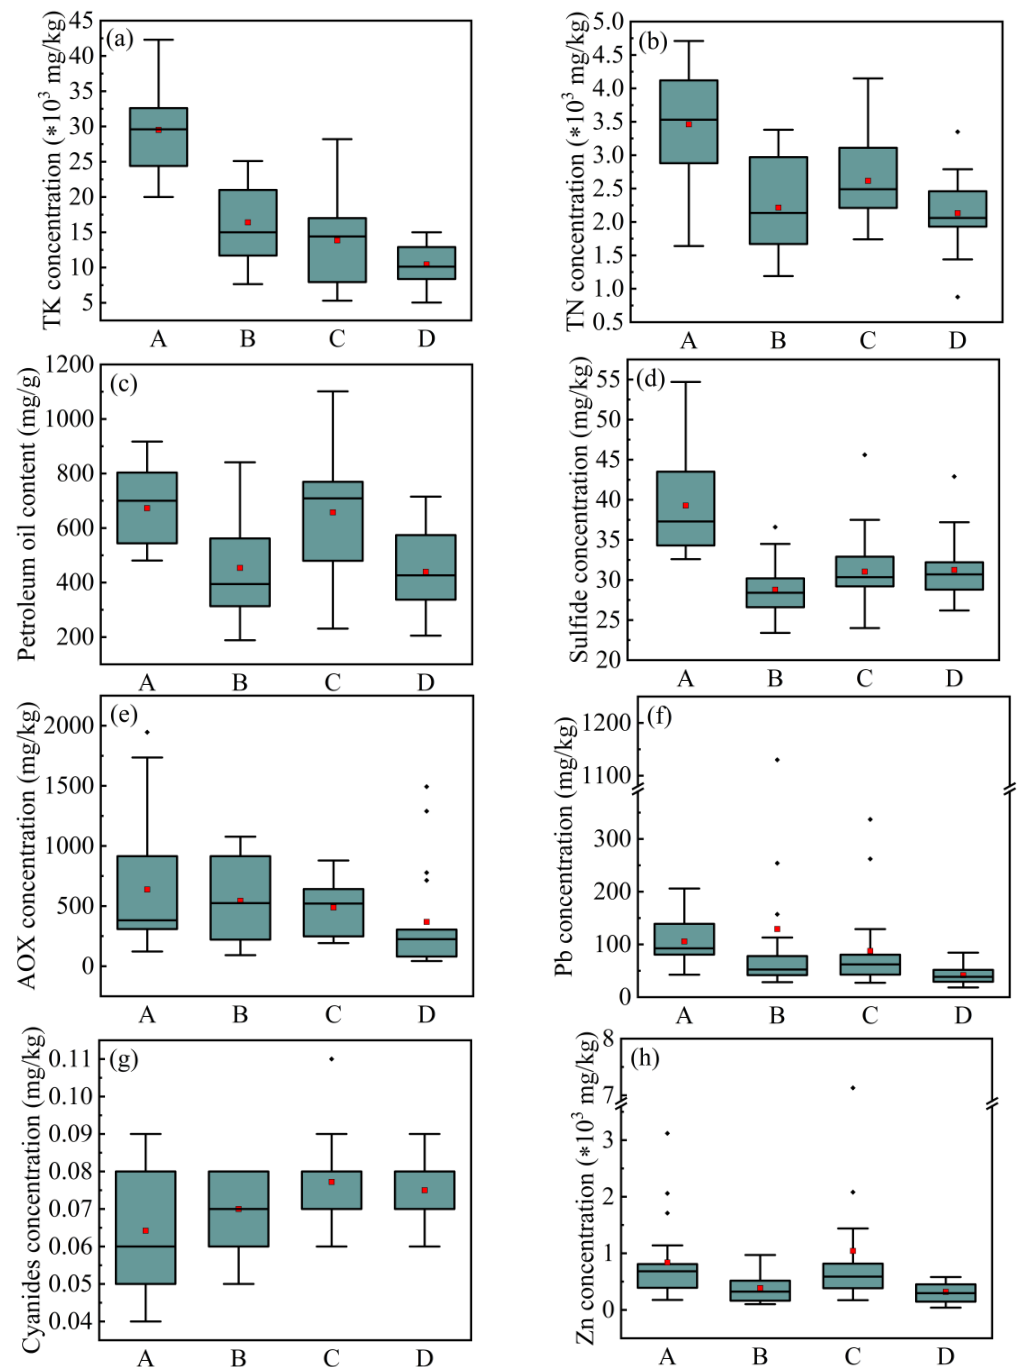 (a)
TK concentration (*10³ mg/kg)
45
40
35
30
25
20
15
10
5
A B C D
(b)
TN concentration (*10³ mg/kg)
5.0
4.5
4.0
3.5
3.0
2.5
2.0
1.5
1.0
0.5
A B C D
(c)
Petroleum oil content (mg/g)
1200
1000
800
600
400
200
A B C D
(d)
Sulfide concentration (mg/kg)
55
50
45
40
35
30
25
20
A B C D
(e)
AOX concentration (mg/kg)
2000
1500
1000
500
0
A B C D
(f)
Pb concentration (mg/kg)
1200
1100
300
200
100
0
A B C D
(g)
Cyanides concentration (mg/kg)
0.11
0.10
0.09
0.08
0.07
0.06
0.05
0.04
A B C D
(h)
Zn concentration (*10³ mg/kg)
8
7
3
2
1
0
A B C D